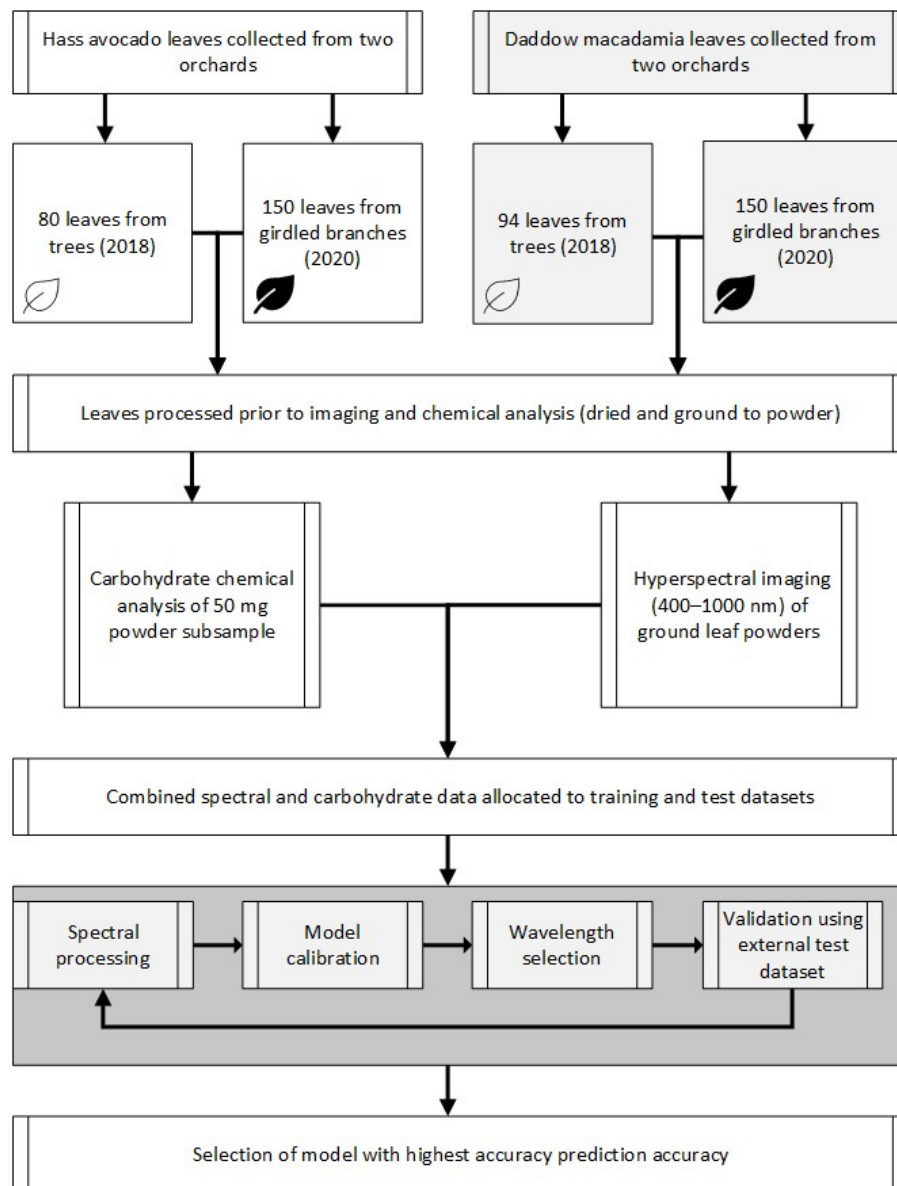 Hass avocado leaves collected from two
orchards
Daddow macadamia leaves collected from
two orchards
80 leaves from
trees (2018)
150 leaves from
girdled branches
(2020)
94 leaves from
trees (2018)
150 leaves from
girdled branches
(2020)
Leaves processed prior to imaging and chemical analysis (dried and ground to powder)
Carbohydrate chemical
analysis of 50 mg
powder subsample
Hyperspectral imaging
(400–1000 nm) of
ground leaf powders
Combined spectral and carbohydrate data allocated to training and test datasets
Spectral
processing
Model
calibration
Wavelength
selection
Validation using
external test
dataset
Selection of model with highest accuracy prediction accuracy